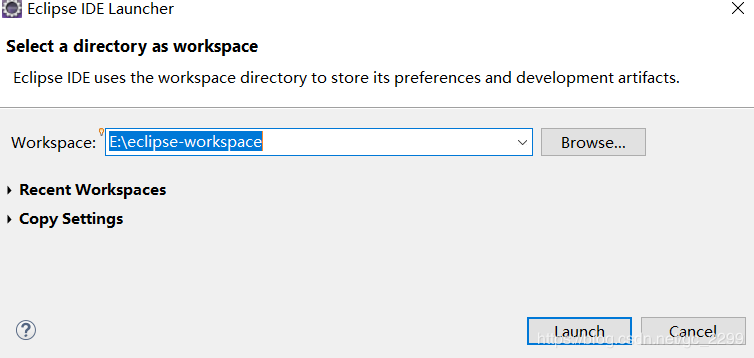 Eclipse IDE Launcher
Select a directory as workspace
Eclipse IDE uses the workspace directory to store its preferences and development artifacts.
Workspace: E:\eclipse-workspace Browse...
Recent Workspaces
Copy Settings
? Launch Cancel